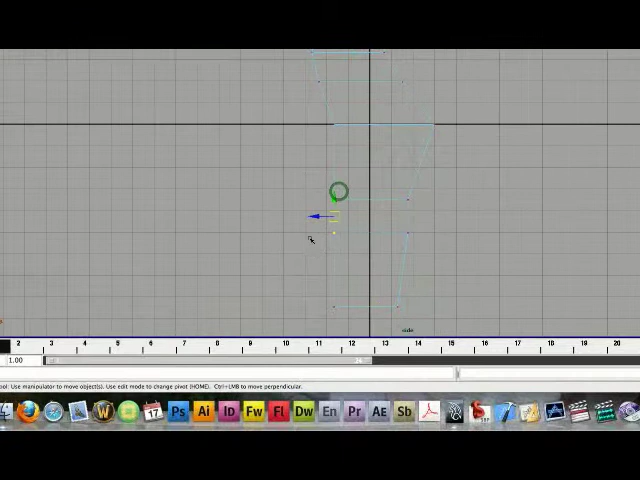 side
2 3 4 5 6 7 8 9 10 11 12 13 14 15 16 17 18 19 20
1.00
24
ool: Use manipulator to move object(s). Use edit mode to change pivot (HOME). Ctrl+LMB to move perpendicular.
W 17 Ps Ai Id Fw Fl Dw En Pr Ae Sb